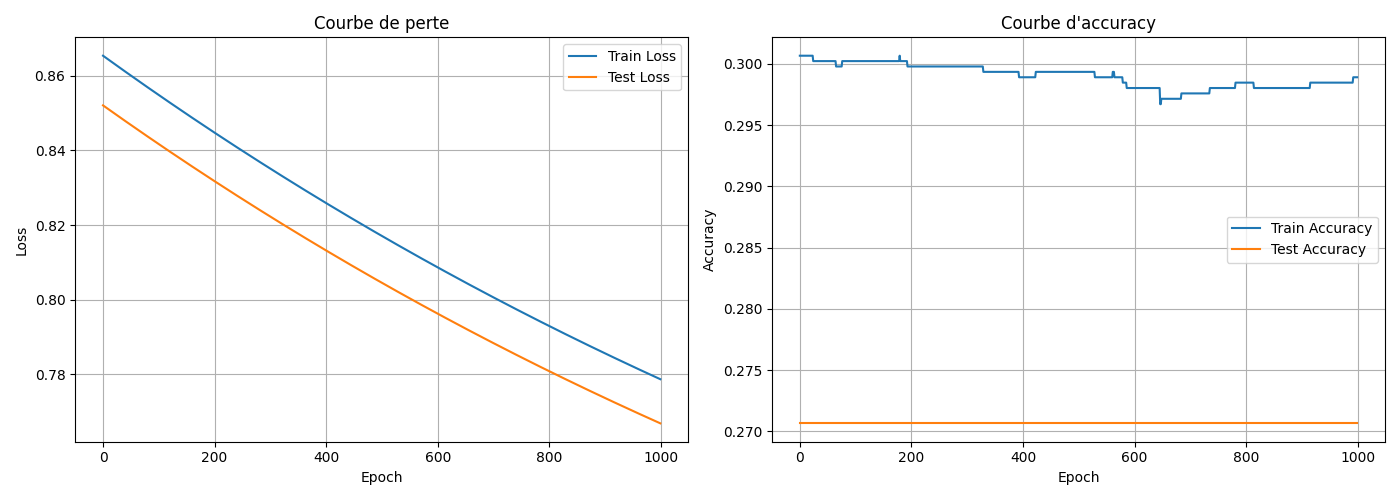 Courbe de perte
Loss
0.86
0.84
0.82
0.80
0.78
Train Loss
Test Loss
0 200 400 600 800 1000
Epoch
Courbe d'accuracy
Accuracy
0.300
0.295
0.290
0.285
0.280
0.275
0.270
Train Accuracy
Test Accuracy
0 200 400 600 800 1000
Epoch